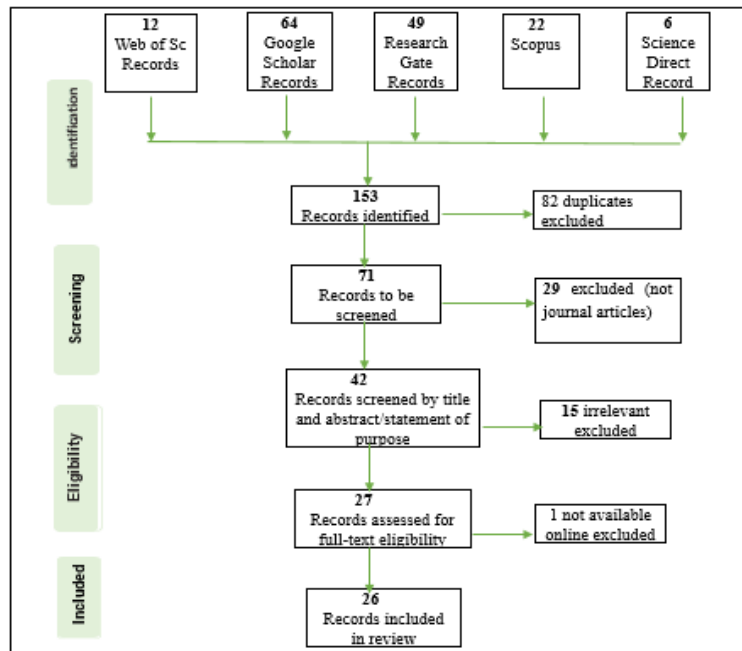 12
Web of Sc
Records
64
Google
Scholar
Records
49
Research
Gate
Records
22
Scopus
6
Science
Direct
Record
Identification
153
Records identified
82 duplicates
excluded
Screening
71
Records to be
screened
29 excluded (not
journal articles)
42
Records screened by title
and abstract/statement of
purpose
15 irrelevant
excluded
Eligibility
27
Records assessed for
full-text eligibility
1 not available
online excluded
Included
26
Records included
in review